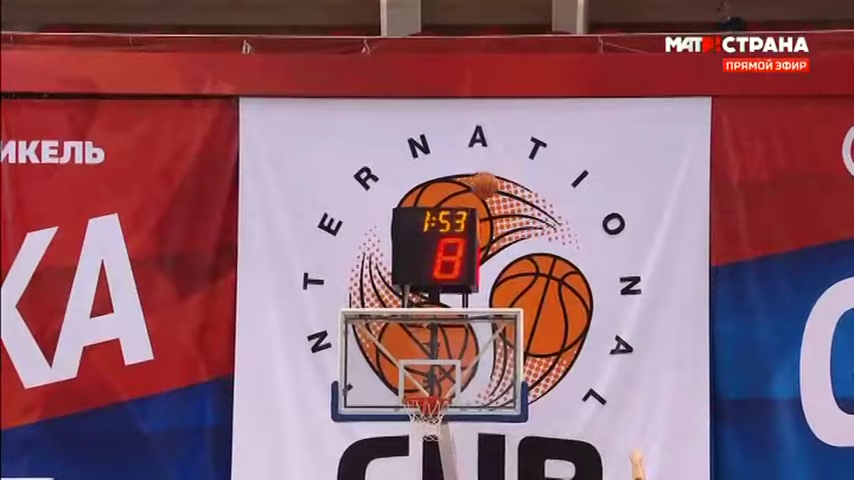 МАТЧ! СТРАНА
ПРЯМОЙ ЭФИР
ИКЕЛЬ
КА
INTERNATIONAL
1:53
8
CUP